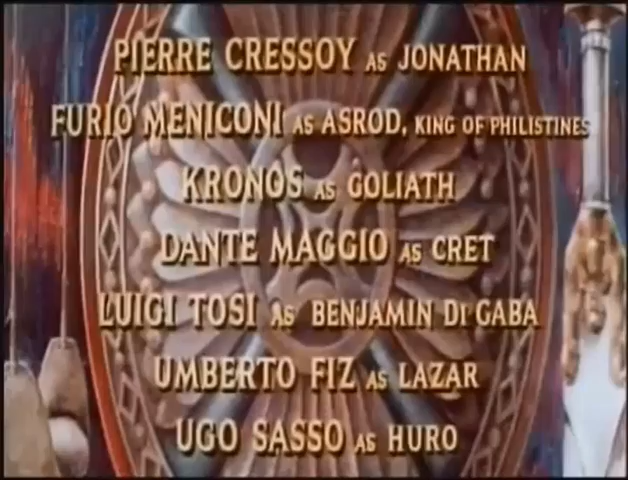 PIERRE CRESSOY AS JONATHAN
FURIO MENICONI AS ASROD, KING OF PHILISTINES
KRONOS AS GOLIATH
DANTE MAGGIO AS CRET
LUIGI TOSI AS BENJAMIN DI GABA
UMBERTO FIZ AS LAZAR
UGO SASSO AS HURO